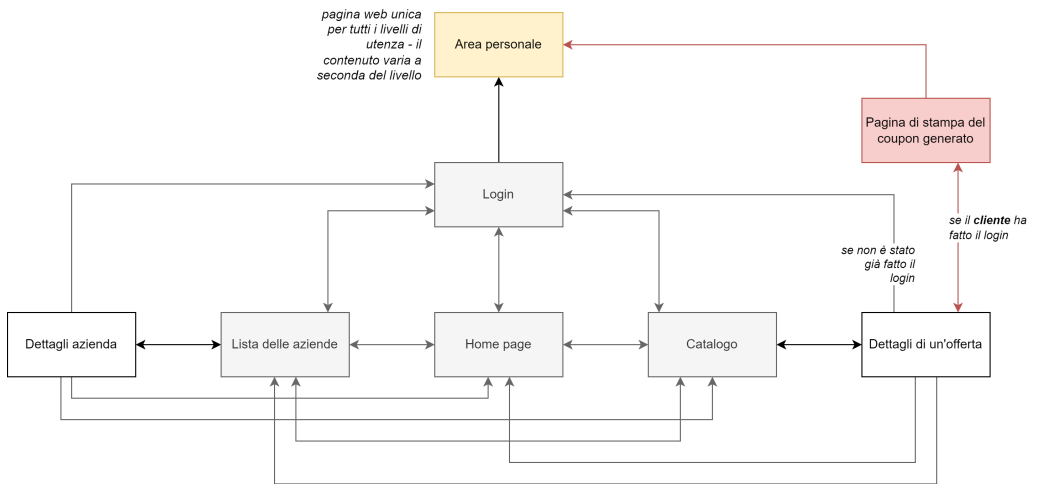 pagina web unica
per tutti i livelli di
utenza - il
contenuto varia a
seconda del livello
Area personale
Pagina di stampa del
coupon generato
Login
se il cliente ha
fatto il login
se non è stato
già fatto il
login
Dettagli azienda
Lista delle aziende
Home page
Catalogo
Dettagli di un'offerta